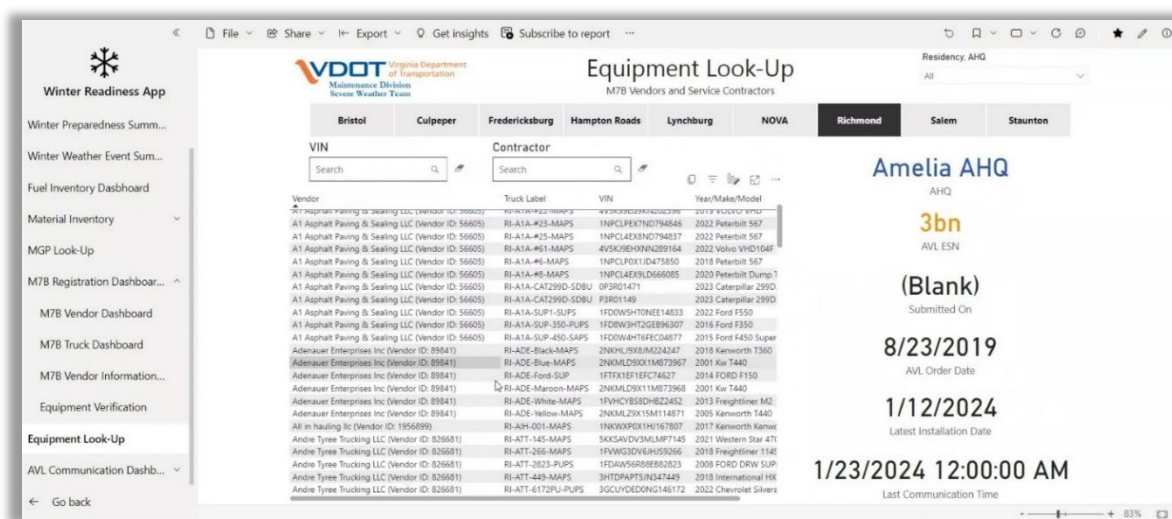 File Share Export Get insights Subscribe to report ...
Winter Readiness App
Winter Preparedness Summ...
Winter Weather Event Sum...
Fuel Inventory Dasbhoard
Material Inventory
MGP Look-Up
M7B Registration Dashboar...
M7B Vendor Dashboard
M7B Truck Dashboard
M7B Vendor Information...
Equipment Verification
Equipment Look-Up
AVL Communication Dashb...
Go back
VDOT Virginia Department of Transportation
Maintenance Division
Severe Weather Team
Equipment Look-Up
M7B Vendors and Service Contractors
Residency, AHQ
All
Bristol Culpeper Fredericksburg Hampton Roads Lynchburg NOVA Richmond Salem Staunton
VIN Contractor
Search Search
Vendor Truck Label VIN Year/Make/Model
A1 Asphalt Paving & Sealing LLC (Vendor ID: 56605) RI-A1A-#22-MAPS 2019 VOLVO VHD
A1 Asphalt Paving & Sealing LLC (Vendor ID: 56605) RI-A1A-#23-MAPS 1NPCLPEX7ND794846 2022 Peterbilt 567
A1 Asphalt Paving & Sealing LLC (Vendor ID: 56605) RI-A1A-#25-MAPS 1NPCL4EX8ND794837 2022 Peterbilt 567
A1 Asphalt Paving & Sealing LLC (Vendor ID: 56605) RI-A1A-#61-MAPS 4V5KJ9EHXNN289164 2022 Volvo VHD104F
A1 Asphalt Paving & Sealing LLC (Vendor ID: 56605) RI-A1A-#6-MAPS 1NPCLP0X1JD475850 2018 Peterbilt 567
A1 Asphalt Paving & Sealing LLC (Vendor ID: 56605) RI-A1A-#8-MAPS 1NPCL4EX9LD666085 2020 Peterbilt Dump T
A1 Asphalt Paving & Sealing LLC (Vendor ID: 56605) RI-A1A-CAT299D-SDBU 0P3R01471 2023 Caterpillar 299D
A1 Asphalt Paving & Sealing LLC (Vendor ID: 56605) RI-A1A-CAT299D-SDBU P3R01149 2023 Caterpillar 299D
A1 Asphalt Paving & Sealing LLC (Vendor ID: 56605) RI-A1A-SUP1-SUPS 1FD0W5HT0NEE14833 2022 Ford F550
A1 Asphalt Paving & Sealing LLC (Vendor ID: 56605) RI-A1A-SUP-350-PUPS 1FD8W3HT2GEB96307 2016 Ford F350
A1 Asphalt Paving & Sealing LLC (Vendor ID: 56605) RI-A1A-SUP-450-SAPS 1FD0W4HT6FEC04877 2015 Ford F450 Super
Adenauer Enterprises Inc (Vendor ID: 89841) RI-ADE-Black-MAPS 2NKHLJ9X8JM224247 2018 Kenworth T360
Adenauer Enterprises Inc (Vendor ID: 89841) RI-ADE-Blue-MAPS 2NKMLD9XX1M873967 2001 Kw T440
Adenauer Enterprises Inc (Vendor ID: 89841) RI-ADE-Ford-SUP 1FTFX1EF1EFC74627 2014 FORD F150
Adenauer Enterprises Inc (Vendor ID: 89841) RI-ADE-Maroon-MAPS 2NKMLD9X11M873968 2001 Kw T440
Adenauer Enterprises Inc (Vendor ID: 89841) RI-ADE-White-MAPS 1FVHCYBS8DHBZ2452 2013 Freightliner M2
Adenauer Enterprises Inc (Vendor ID: 89841) RI-ADE-Yellow-MAPS 2NKMLZ9X15M114871 2005 Kenworth T440
All in hauling llc (Vendor ID: 1956899) RI-AIH-001-MAPS 1NKWXP0X1HJ167807 2017 Kenworth Kenwo
Andre Tyree Trucking LLC (Vendor ID: 826681) RI-ATT-145-MAPS 5KKSAVDV3MLMP7145 2021 Western Star 470
Andre Tyree Trucking LLC (Vendor ID: 826681) RI-ATT-266-MAPS 1FVWG3DV6JHJS9266 2018 Freightliner 114S
Andre Tyree Trucking LLC (Vendor ID: 826681) RI-ATT-2823-PUPS 1FDAW56R88EB82823 2008 FORD DRW SUP
Andre Tyree Trucking LLC (Vendor ID: 826681) RI-ATT-449-MAPS 3HTDPAPT5JN347449 2018 International HX
Andre Tyree Trucking LLC (Vendor ID: 826681) RI-ATT-6172PU-PUPS 3GCUYDED0NG146172 2022 Chevrolet Silvera
Amelia AHQ
AHQ
3bn
AVL ESN
(Blank)
Submitted On
8/23/2019
AVL Order Date
1/12/2024
Latest Installation Date
1/23/2024 12:00:00 AM
Last Communication Time
- + 83%